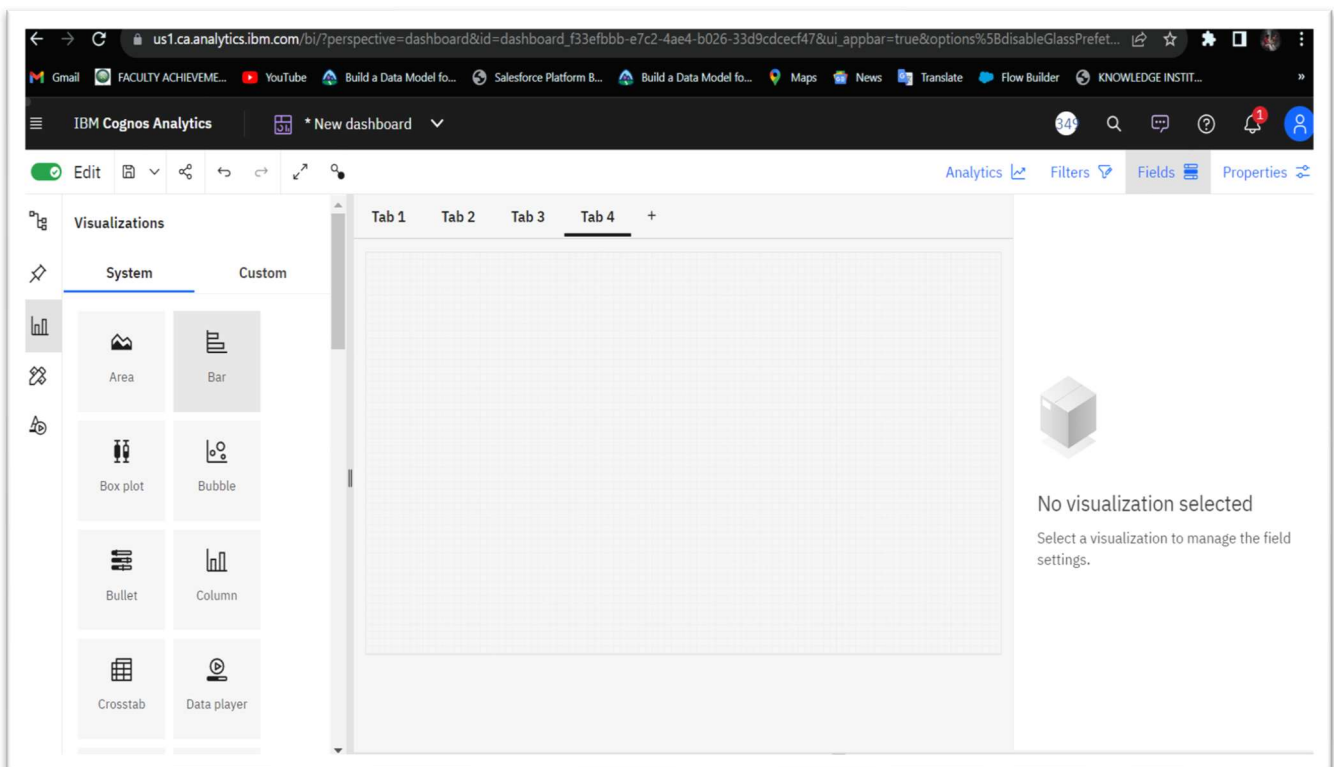 us1.ca.analytics.ibm.com/bi/?perspective=dashboard&id=dashboard_f33efbbb-e7c2-4ae4-b026-33d9cdcecf47&ui_appbar=true&options%5BdisableGlassPrefet...
Gmail FACULTY ACHIEVEME... YouTube Build a Data Model fo... Salesforce Platform B... Build a Data Model fo... Maps News Translate Flow Builder KNOWLEDGE INSTIT... »
IBM Cognos Analytics * New dashboard 349 1
Edit Analytics Filters Fields Properties
Visualizations Tab 1 Tab 2 Tab 3 Tab 4 +
System Custom
Area Bar
Box plot Bubble
No visualization selected
Select a visualization to manage the field
settings.
Bullet Column
Crosstab Data player